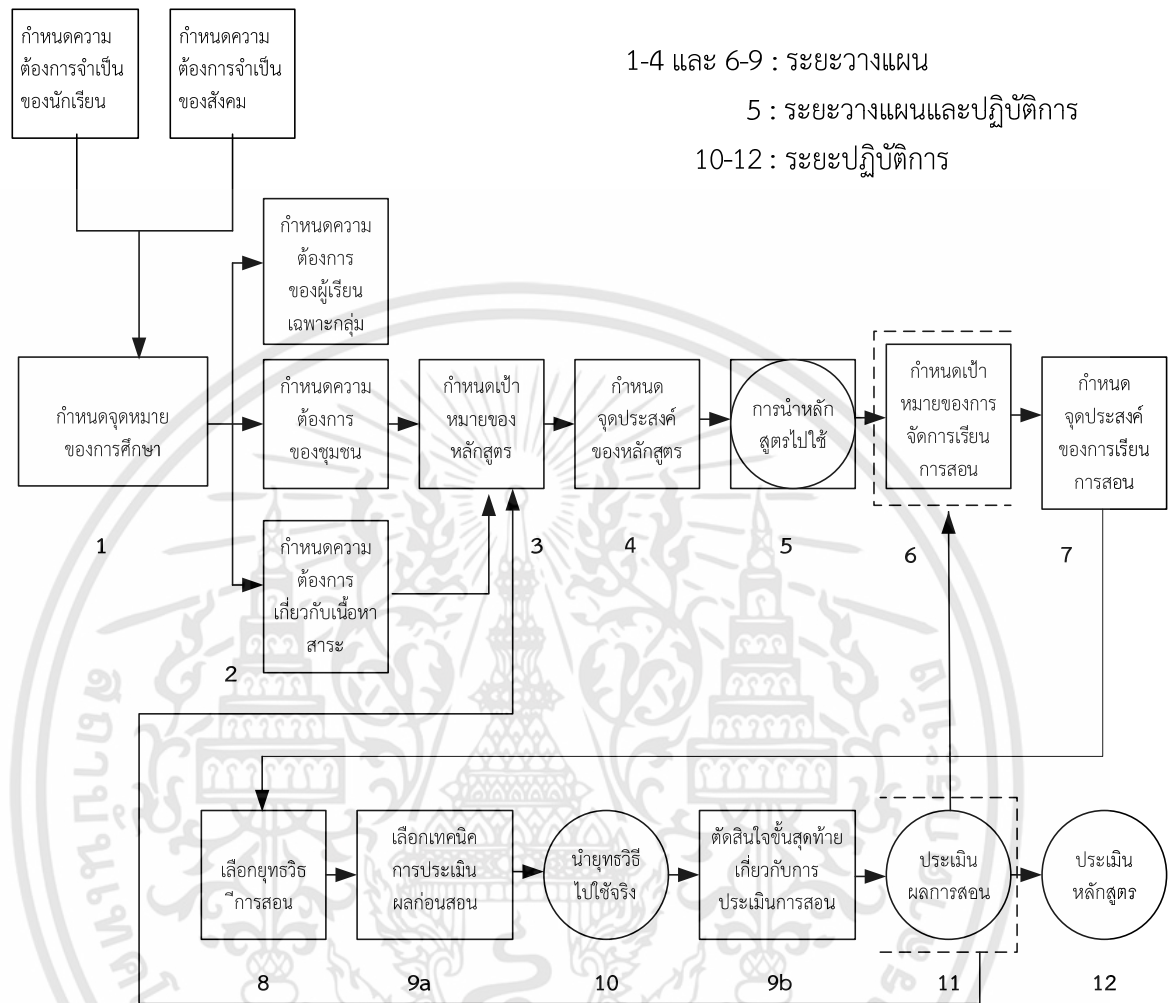 กำหนดความ
ต้องการจำเป็น
ของนักเรียน
กำหนดความ
ต้องการจำเป็น
ของสังคม
1-4 และ 6-9 : ระยะวางแผน
5 : ระยะวางแผนและปฏิบัติการ
10-12 : ระยะปฏิบัติการ
กำหนดจุดหมาย
ของการศึกษา
1
กำหนดความ
ต้องการ
ของผู้เรียน
เฉพาะกลุ่ม
กำหนดความ
ต้องการ
ของชุมชน
กำหนดความ
ต้องการ
เกี่ยวกับเนื้อหา
สาระ
2
กำหนดเป้า
หมายของ
หลักสูตร
3
กำหนด
จุดประสงค์
ของหลักสูตร
4
การนำหลัก
สูตรไปใช้
5
กำหนดเป้า
หมายของการ
จัดการเรียน
การสอน
6
กำหนด
จุดประสงค์
ของการเรียน
การสอน
7
เลือกยุทธวิธ
ีการสอน
8
เลือกเทคนิค
การประเมิน
ผลก่อนสอน
9a
นำยุทธวิธี
ไปใช้จริง
10
ตัดสินใจขั้นสุดท้าย
เกี่ยวกับการ
ประเมินการสอน
9b
ประเมิน
ผลการสอน
11
ประเมิน
หลักสูตร
12